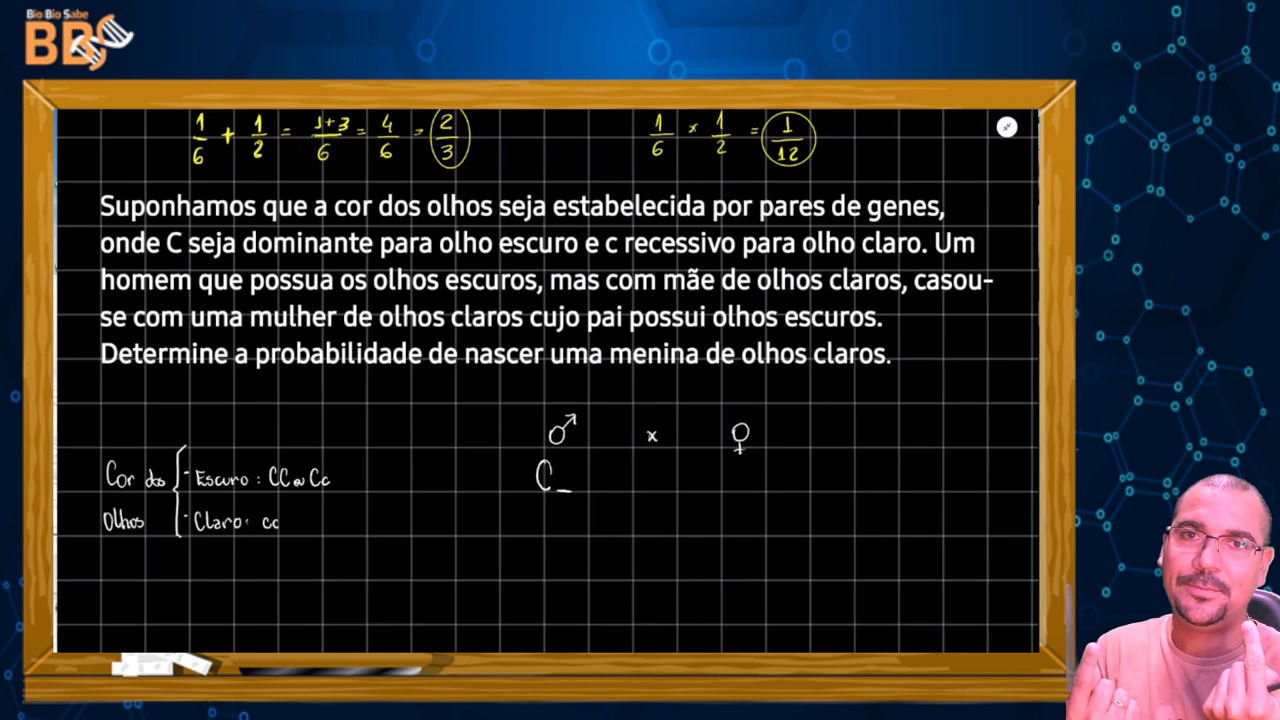 Bio Bio Sabe
BBS
1/6 + 1/2 = 1+3/6 = 4/6 = 2/3
1/6 x 1/2 = 1/12
Suponhamos que a cor dos olhos seja estabelecida por pares de genes,
onde C seja dominante para olho escuro e c recessivo para olho claro. Um
homem que possua os olhos escuros, mas com mãe de olhos claros, casou-
se com uma mulher de olhos claros cujo pai possui olhos escuros.
Determine a probabilidade de nascer uma menina de olhos claros.
♂ x ♀
C_
Cor dos Olhos
- Escuro: CC ou Cc
- Claro: cc